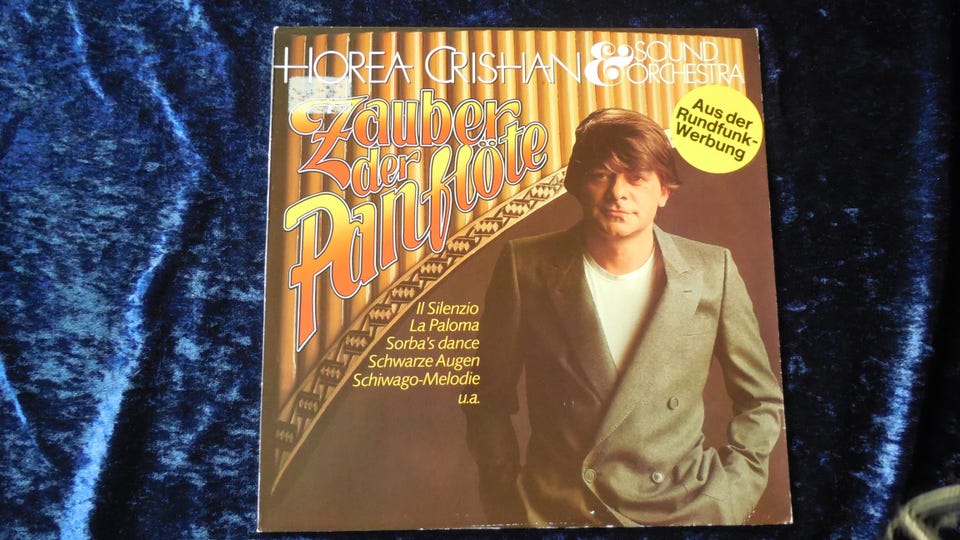 HOREA CRISHAN & SOUND ORCHESTRA
Zauber
der
Panflöte
Aus der
Rundfunk-
Werbung
Il Silenzio
La Paloma
Sorba's dance
Schwarze Augen
Schiwago-Melodie
u.a.